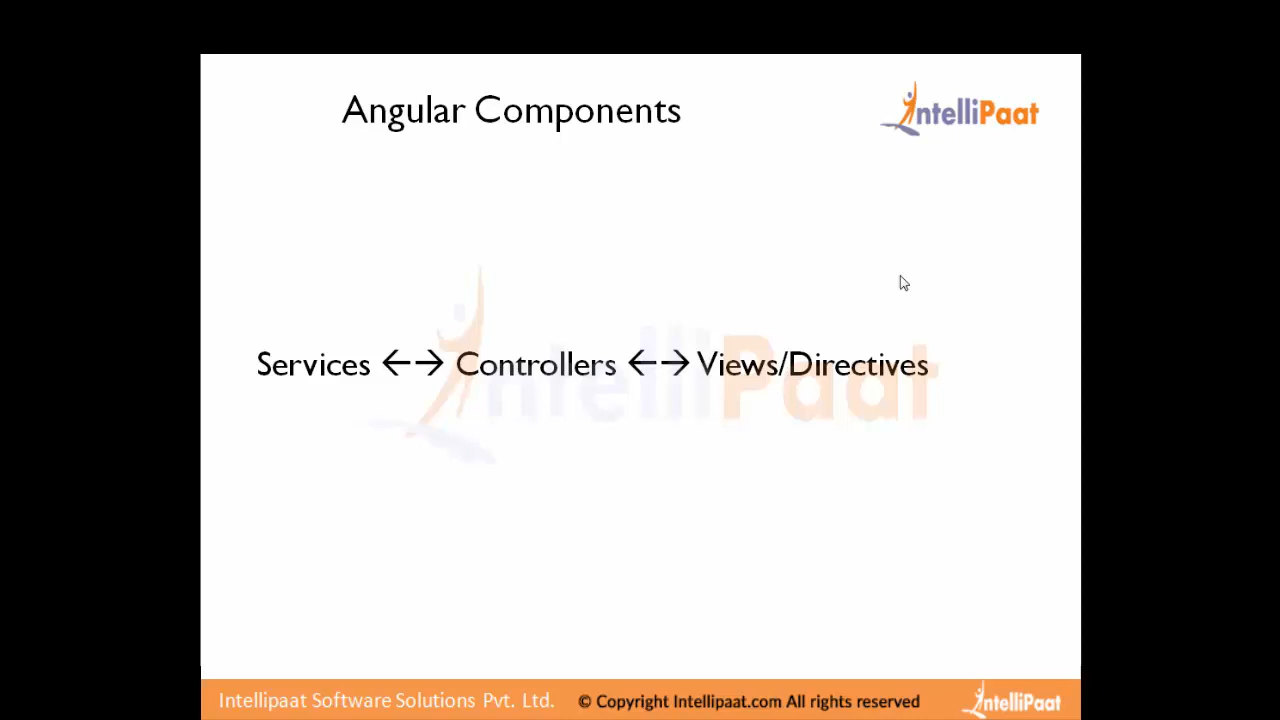 Angular Components
IntelliPaat
Services ←→ Controllers ←→ Views/Directives
IntelliPaat
Intellipaat Software Solutions Pvt. Ltd. © Copyright Intellipaat.com All rights reserved IntelliPaat